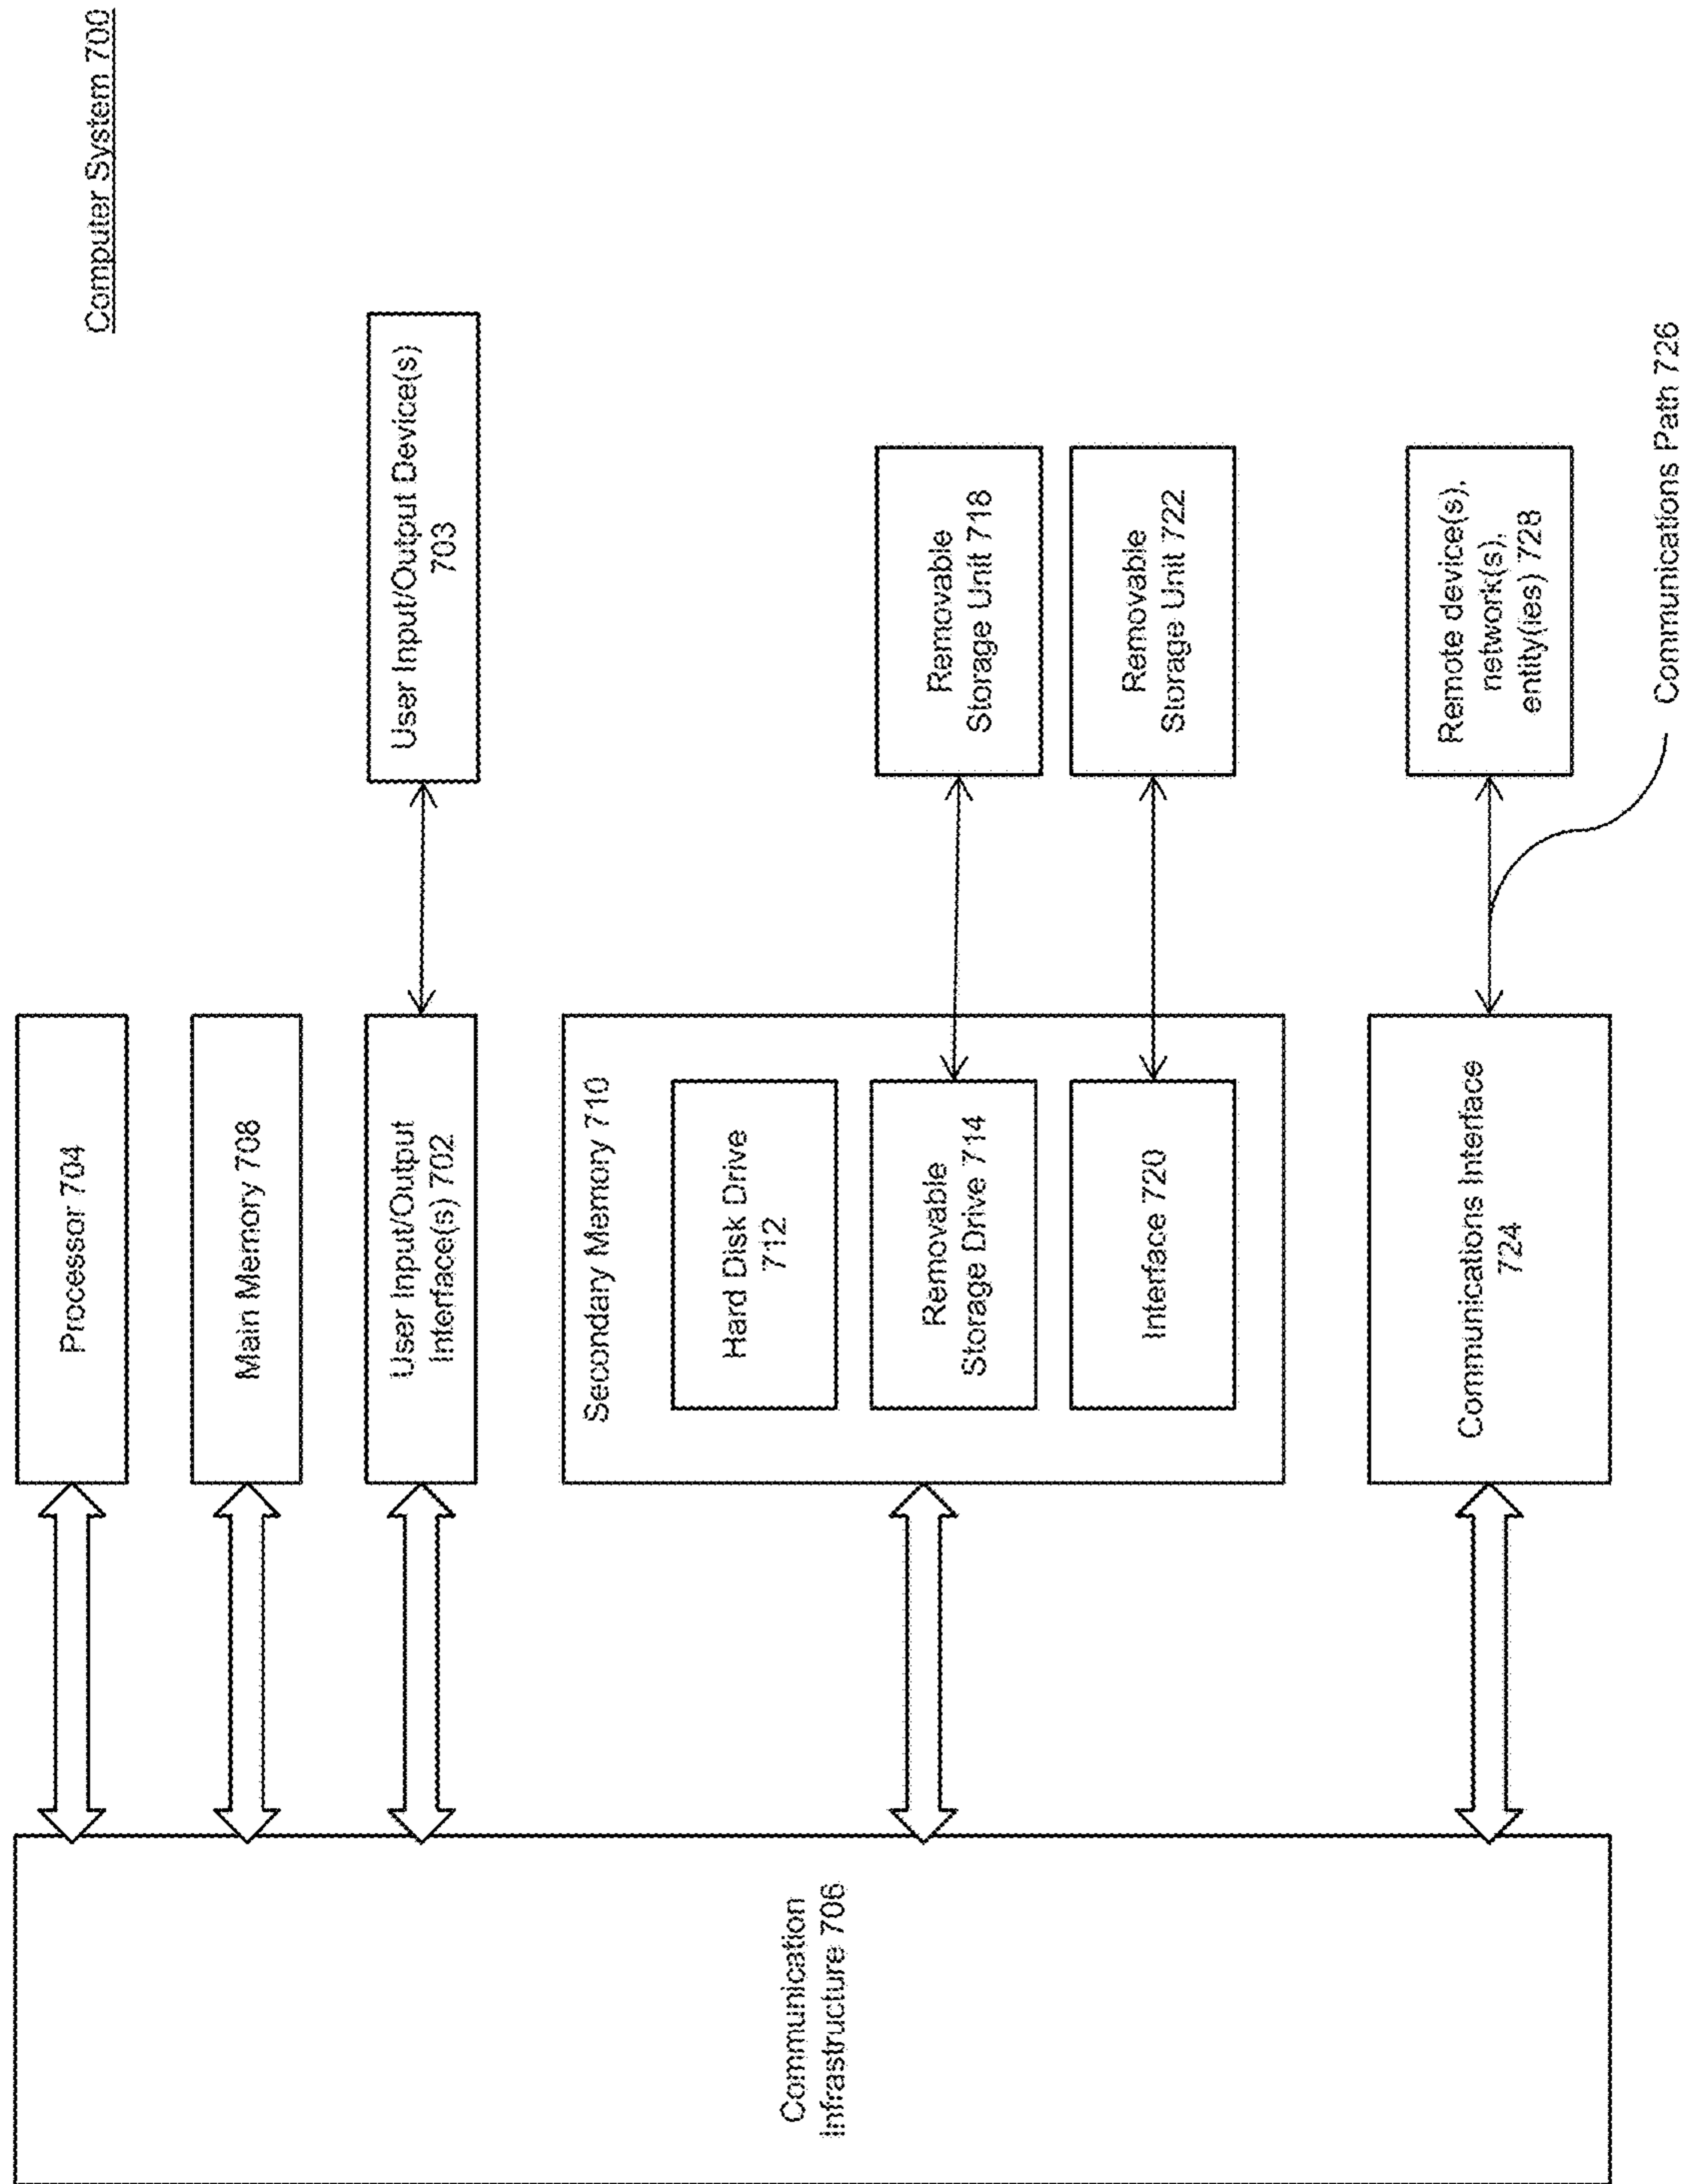 Computer System 700
Processor 704
Main Memory 708
User Input/Output
Interface(s) 702
User Input/Output Device(s)
703
Secondary Memory 710
Hard Disk Drive
712
Removable
Storage Drive 714
Removable
Storage Unit 718
Interface 720
Removable
Storage Unit 722
Communication
Infrastructure 706
Communications Interface
724
Remote device(s),
network(s),
entity(ies) 728
Communications Path 726